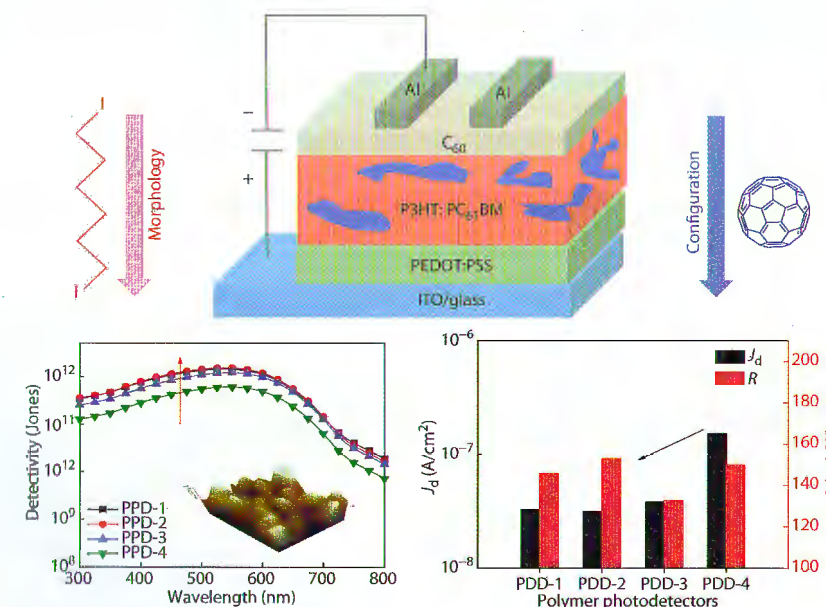 Al
Al
C60
−
+
P3HT: PC61BM
PEDOT:PSS
ITO/glass
I
Morphology
I
Configuration
10^12
10^11
10^12
10^9
10^8
Detectivity (Jones)
PPD-1
PPD-2
PPD-3
PPD-4
300 400 500 600 700 800
Wavelength (nm)
10^−6
10^−7
10^−8
Jd (A/cm²)
Jd
R
200
180
160
140
120
100
PDD-1 PDD-2 PDD-3 PDD-4
Polymer photodetectors